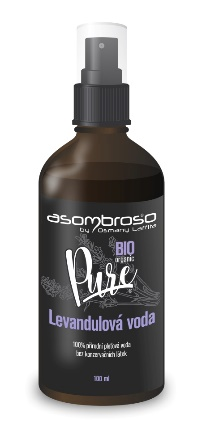 asombroso
by Osmany Laffita
BIO
organic
Pure
Levandulová voda
100% přírodní pleťová voda
bez konzervačních látek
100 ml